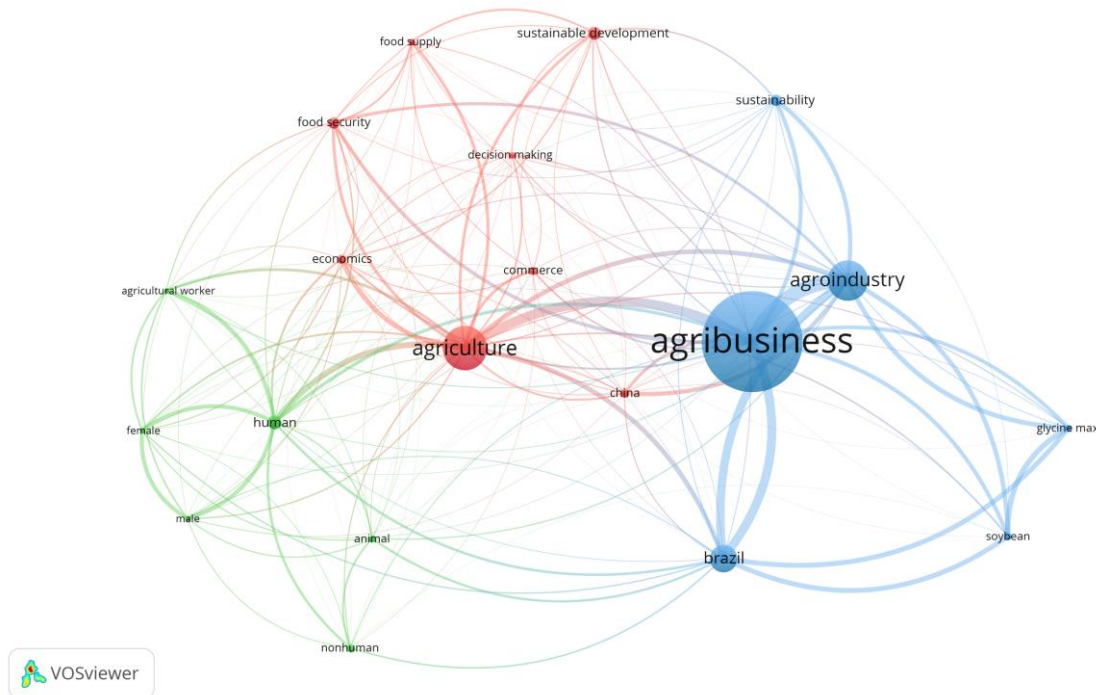 sustainable development
food supply
sustainability
food security
decision making
economics
commerce
agroindustry
agricultural worker
agribusiness
agriculture
china
human
female
glycine max
male
animal
soybean
brazil
nonhuman
VOSviewer